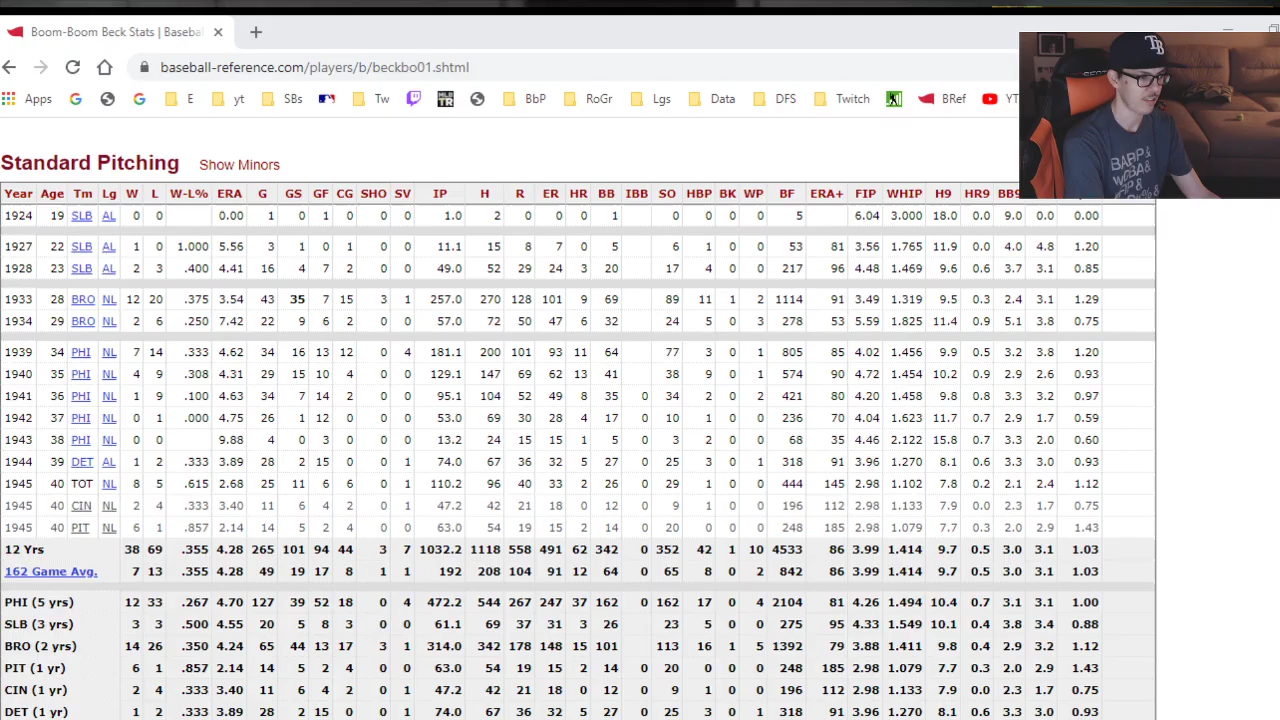 Boom-Boom Beck Stats | Baseba
baseball-reference.com/players/b/beckbo01.shtml
Apps E yt SBs Tw BbP RoGr Lgs Data DFS Twitch BRef YT
Standard Pitching Show Minors
Year Age Tm Lg W L W-L% ERA G GS GF CG SHO SV IP H R ER HR BB IBB SO HBP BK WP BF ERA+ FIP WHIP H9 HR9 BB9
1924 19 SLB AL 0 0 0.00 1 0 1 0 0 0 1.0 2 0 0 0 1 0 0 0 0 5 6.04 3.000 18.0 0.0 9.0 0.0 0.00
1927 22 SLB AL 1 0 1.000 5.56 3 1 0 1 0 0 11.1 15 8 7 0 5 6 1 0 0 53 81 3.56 1.765 11.9 0.0 4.0 4.8 1.20
1928 23 SLB AL 2 3 .400 4.41 16 4 7 2 0 0 49.0 52 29 24 3 20 17 4 0 0 217 96 4.48 1.469 9.6 0.6 3.7 3.1 0.85
1933 28 BRO NL 12 20 .375 3.54 43 35 7 15 3 1 257.0 270 128 101 9 69 89 11 1 2 1114 91 3.49 1.319 9.5 0.3 2.4 3.1 1.29
1934 29 BRO NL 2 6 .250 7.42 22 9 6 2 0 0 57.0 72 50 47 6 32 24 5 0 3 278 53 5.59 1.825 11.4 0.9 5.1 3.8 0.75
1939 34 PHI NL 7 14 .333 4.62 34 16 13 12 0 4 181.1 200 101 93 11 64 77 3 0 1 805 85 4.02 1.456 9.9 0.5 3.2 3.8 1.20
1940 35 PHI NL 4 9 .308 4.31 29 15 10 4 0 0 129.1 147 69 62 13 41 38 9 0 0 574 90 4.72 1.454 10.2 0.9 2.9 2.6 0.93
1941 36 PHI NL 1 9 .100 4.63 34 7 14 2 0 0 95.1 104 52 49 8 35 0 34 2 0 2 421 80 4.20 1.458 9.8 0.8 3.3 3.2 0.97
1942 37 PHI NL 0 1 .000 4.75 26 1 12 0 0 0 53.0 69 30 28 4 17 0 10 1 0 0 236 70 4.04 1.623 11.7 0.7 2.9 1.7 0.59
1943 38 PHI NL 0 0 9.88 4 0 3 0 0 0 13.2 24 15 15 1 5 0 3 2 0 0 68 35 4.46 2.122 15.8 0.7 3.3 2.0 0.60
1944 39 DET AL 1 2 .333 3.89 28 2 15 0 0 0 74.0 67 36 32 5 27 0 25 3 0 1 318 91 3.96 1.270 8.1 0.6 3.3 3.0 0.93
1945 40 TOT NL 8 5 .615 2.68 25 11 6 6 0 1 110.2 96 40 33 2 26 0 29 1 0 1 444 145 2.98 1.102 7.8 0.2 2.1 2.4 1.12
1945 40 CIN NL 2 4 .333 3.40 11 6 4 2 0 1 47.2 42 21 18 0 12 0 9 1 0 1 196 112 2.98 1.133 7.9 0.0 2.3 1.7 0.75
1945 40 PIT NL 6 1 .857 2.14 14 5 2 4 0 0 63.0 54 19 15 2 14 0 20 0 0 0 248 185 2.98 1.079 7.7 0.3 2.0 2.9 1.43
12 Yrs 38 69 .355 4.28 265 101 94 44 3 7 1032.2 1118 558 491 62 342 0 352 42 1 10 4533 86 3.99 1.414 9.7 0.5 3.0 3.1 1.03
162 Game Avg. 7 13 .355 4.28 49 19 17 8 1 1 192 208 104 91 12 64 0 65 8 0 2 842 86 3.99 1.414 9.7 0.5 3.0 3.1 1.03
PHI (5 yrs) 12 33 .267 4.70 127 39 52 18 0 4 472.2 544 267 247 37 162 0 162 17 0 4 2104 81 4.26 1.494 10.4 0.7 3.1 3.1 1.00
SLB (3 yrs) 3 3 .500 4.55 20 5 8 3 0 0 61.1 69 37 31 3 26 23 5 0 0 275 95 4.33 1.549 10.1 0.4 3.8 3.4 0.88
BRO (2 yrs) 14 26 .350 4.24 65 44 13 17 3 1 314.0 342 178 148 15 101 113 16 1 5 1392 79 3.88 1.411 9.8 0.4 2.9 3.2 1.12
PIT (1 yr) 6 1 .857 2.14 14 5 2 4 0 0 63.0 54 19 15 2 14 0 20 0 0 0 248 185 2.98 1.079 7.7 0.3 2.0 2.9 1.43
CIN (1 yr) 2 4 .333 3.40 11 6 4 2 0 1 47.2 42 21 18 0 12 0 9 1 0 1 196 112 2.98 1.133 7.9 0.0 2.3 1.7 0.75
DET (1 yr) 1 2 .333 3.89 28 2 15 0 0 0 74.0 67 36 32 5 27 0 25 3 0 1 318 91 3.96 1.270 8.1 0.6 3.3 3.0 0.93
TB
BABP &
wOBA &